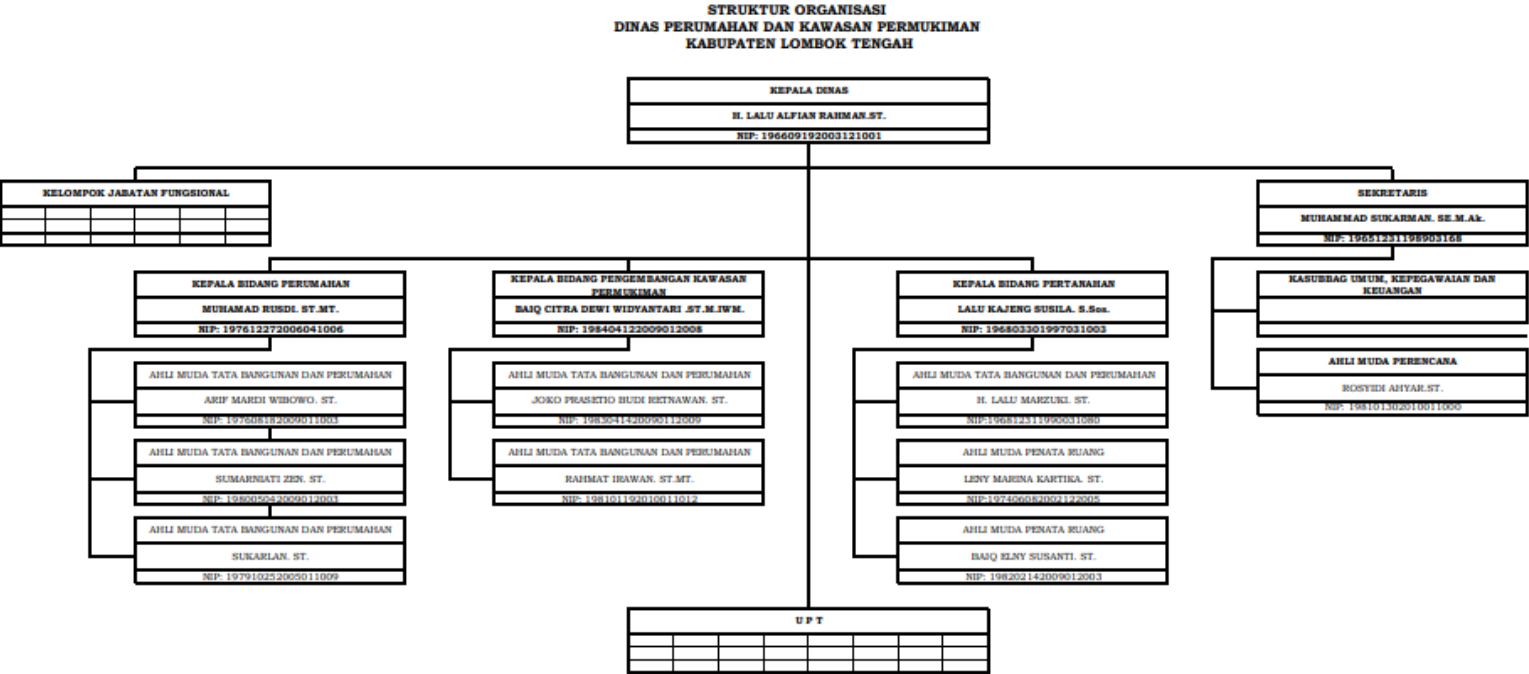 STRUKTUR ORGANISASI
DINAS PERUMAHAN DAN KAWASAN PERMUKIMAN
KABUPATEN LOMBOK TENGAH
KEPALA DINAS
H. LALU ALFIAN RAHMAN.ST.
NIP: 196609192003121001
KELOMPOK JABATAN FUNGSIONAL
SEKRETARIS
MUHAMMAD SUKARMAN. SE.M.Ak.
NIP: 19651231198903168
KEPALA BIDANG PERUMAHAN
MUHAMAD RUSDI. ST.MT.
NIP: 197612272006041006
AHLI MUDA TATA BANGUNAN DAN PERUMAHAN
ARIF MARDI WIBOWO. ST.
NIP: 197608182009011003
AHLI MUDA TATA BANGUNAN DAN PERUMAHAN
SUMARNIATI ZEN. ST.
NIP: 198005042009012003
AHLI MUDA TATA BANGUNAN DAN PERUMAHAN
SUKARLAN. ST.
NIP: 197910252005011009
KEPALA BIDANG PENGEMBANGAN KAWASAN
PERMUKIMAN
BAIQ CITRA DEWI WIDYANTARI .ST.M.IWM.
NIP: 198404122009012008
AHLI MUDA TATA BANGUNAN DAN PERUMAHAN
JOKO PRASETIO BUDI RETNAWAN. ST.
NIP: 1983041420090112009
AHLI MUDA TATA BANGUNAN DAN PERUMAHAN
RAHMAT IRAWAN. ST.MT.
NIP: 198101192010011012
KEPALA BIDANG PERTANAHAN
LALU KAJENG SUSILA. S.Sos.
NIP: 196803301997031003
AHLI MUDA TATA BANGUNAN DAN PERUMAHAN
H. LALU MARZUKI. ST.
NIP:196812311990031080
AHLI MUDA PENATA RUANG
LENY MARINA KARTIKA. ST.
NIP:197406082002122005
AHLI MUDA PENATA RUANG
BAIQ ELNY SUSANTI. ST.
NIP: 198202142009012003
KASUBBAG UMUM, KEPEGAWAIAN DAN
KEUANGAN
AHLI MUDA PERENCANA
ROSYIDI AHYAR.ST.
NIP: 198101302010011000
U P T